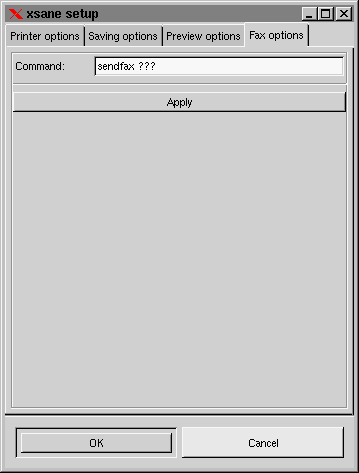 xsane setup
Printer options Saving options Preview options Fax options
Command: sendfax ???
Apply
OK Cancel